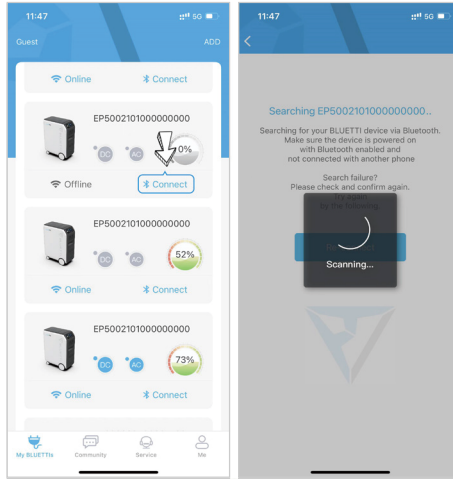 11:47
5G
Guest
ADD
Online
Connect
EP5002101000000000
DC
AC
0%
Offline
Connect
EP5002101000000000
DC
AC
52%
Online
Connect
EP5002101000000000
DC
AC
73%
Online
Connect
My BLUETTIs
Community
Service
Me
11:47
5G
Searching EP5002101000000000..
Searching for your BLUETTI device via Bluetooth.
Make sure the device is powered on
with Bluetooth enabled and
not connected with another phone
Search failure?
Please check and confirm again.
Scanning...